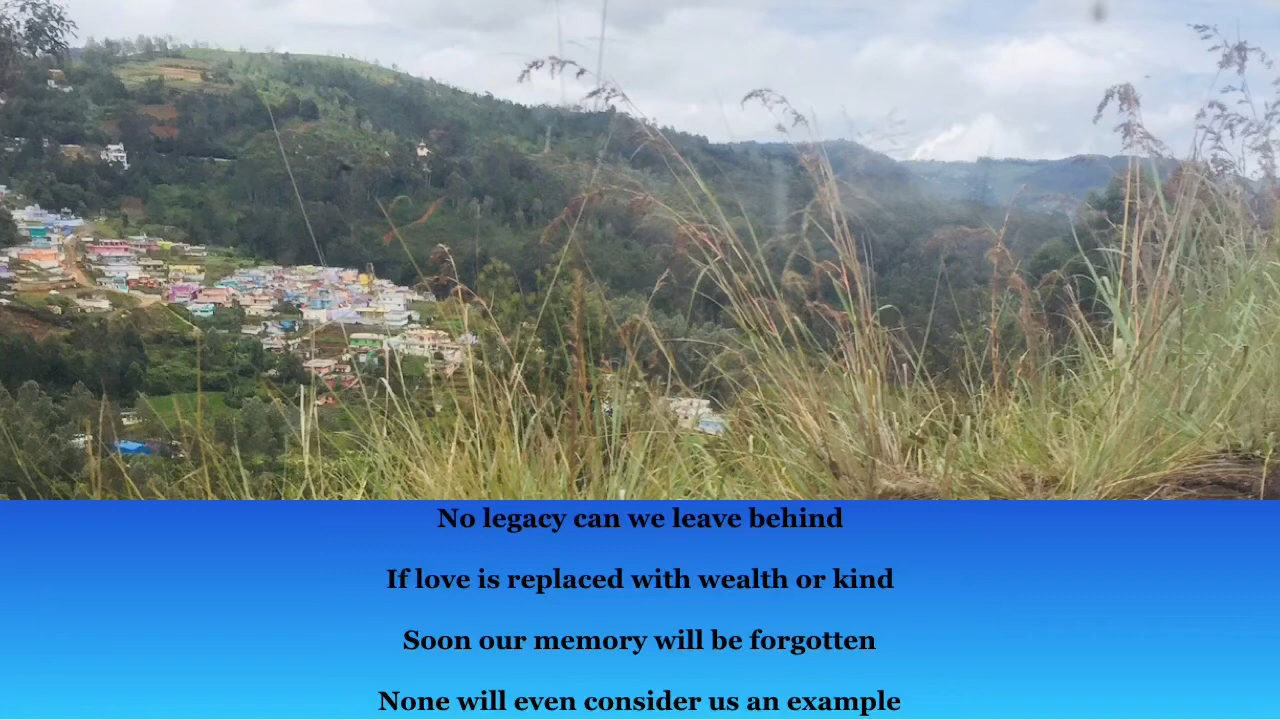 No legacy can we leave behind
If love is replaced with wealth or kind
Soon our memory will be forgotten
None will even consider us an example